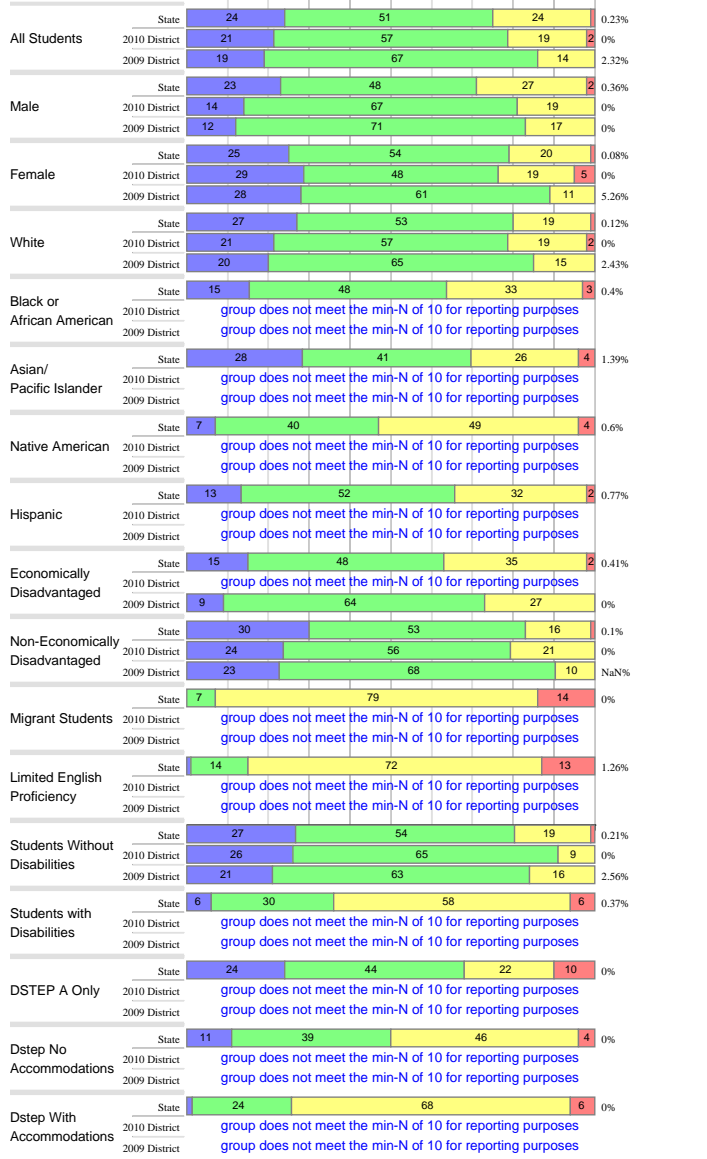 All Students
State 24 51 24 0.23%
2010 District 21 57 19 2 0%
2009 District 19 67 14 2.32%
Male
State 23 48 27 2 0.36%
2010 District 14 67 19 0%
2009 District 12 71 17 0%
Female
State 25 54 20 0.08%
2010 District 29 48 19 5 0%
2009 District 28 61 11 5.26%
White
State 27 53 19 0.12%
2010 District 21 57 19 2 0%
2009 District 20 65 15 2.43%
Black or
African American
State 15 48 33 3 0.4%
2010 District group does not meet the min-N of 10 for reporting purposes
2009 District group does not meet the min-N of 10 for reporting purposes
Asian/
Pacific Islander
State 28 41 26 4 1.39%
2010 District group does not meet the min-N of 10 for reporting purposes
2009 District group does not meet the min-N of 10 for reporting purposes
Native American
State 7 40 49 4 0.6%
2010 District group does not meet the min-N of 10 for reporting purposes
2009 District group does not meet the min-N of 10 for reporting purposes
Hispanic
State 13 52 32 2 0.77%
2010 District group does not meet the min-N of 10 for reporting purposes
2009 District group does not meet the min-N of 10 for reporting purposes
Economically
Disadvantaged
State 15 48 35 2 0.41%
2010 District group does not meet the min-N of 10 for reporting purposes
2009 District 9 64 27 0%
Non-Economically
Disadvantaged
State 30 53 16 0.1%
2010 District 24 56 21 0%
2009 District 23 68 10 NaN%
Migrant Students
State 7 79 14 0%
2010 District group does not meet the min-N of 10 for reporting purposes
2009 District group does not meet the min-N of 10 for reporting purposes
Limited English
Proficiency
State 14 72 13 1.26%
2010 District group does not meet the min-N of 10 for reporting purposes
2009 District group does not meet the min-N of 10 for reporting purposes
Students Without
Disabilities
State 27 54 19 0.21%
2010 District 26 65 9 0%
2009 District 21 63 16 2.56%
Students with
Disabilities
State 6 30 58 6 0.37%
2010 District group does not meet the min-N of 10 for reporting purposes
2009 District group does not meet the min-N of 10 for reporting purposes
DSTEP A Only
State 24 44 22 10 0%
2010 District group does not meet the min-N of 10 for reporting purposes
2009 District group does not meet the min-N of 10 for reporting purposes
Dstep No
Accommodations
State 11 39 46 4 0%
2010 District group does not meet the min-N of 10 for reporting purposes
2009 District group does not meet the min-N of 10 for reporting purposes
Dstep With
Accommodations
State 24 68 6 0%
2010 District group does not meet the min-N of 10 for reporting purposes
2009 District group does not meet the min-N of 10 for reporting purposes